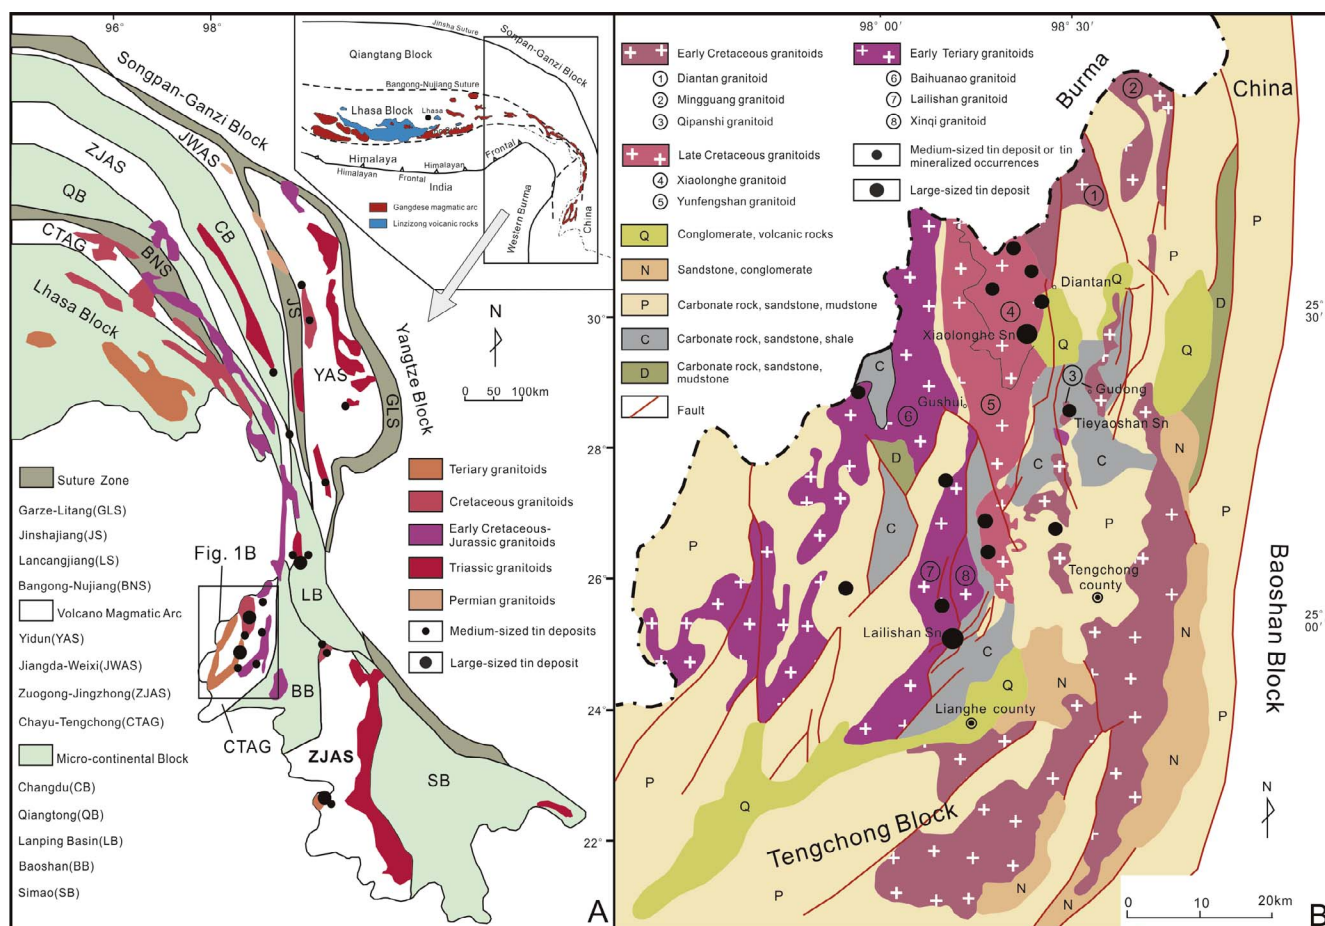 96°
98°
Songpan-Ganzi Block
JWAS
ZJAS
QB
CB
CTAG
BNS
Lhasa Block
JS
YAS
GLS
Yangtze Block
Jinsha Suture
Qiangtang Block
Sonpan-Ganzi Block
Bangong-Nujiang Suture
Lhasa Block
Lhasa
Himalaya
Himalayan
Frontal
Himalayan
Frontal
India
Gangdese magmatic arc
Linzizong volcanic rocks
Western Burma
China
N
0 50 100km
30°
28°
26°
24°
22°
Suture Zone
Garze-Litang(GLS)
Jinshajiang(JS)
Lancangjiang(LS)
Bangong-Nujiang(BNS)
Volcano Magmatic Arc
Yidun(YAS)
Jiangda-Weixi(JWAS)
Zuogong-Jingzhong(ZJAS)
Chayu-Tengchong(CTAG)
Micro-continental Block
Changdu(CB)
Qiangtong(QB)
Lanping Basin(LB)
Baoshan(BB)
Simao(SB)
Fig. 1B
LB
BB
CTAG
ZJAS
SB
Teriary granitoids
Cretaceous granitoids
Early Cretaceous-
Jurassic granitoids
Triassic granitoids
Permian granitoids
Medium-sized tin deposits
Large-sized tin deposit
A
98° 00'
98° 30'
Early Cretaceous granitoids
1 Diantan granitoid
2 Mingguang granitoid
3 Qipanshi granitoid
Late Cretaceous granitoids
4 Xiaolonghe granitoid
5 Yunfengshan granitoid
Q Conglomerate, volcanic rocks
N Sandstone, conglomerate
P Carbonate rock, sandstone, mudstone
C Carbonate rock, sandstone, shale
D Carbonate rock, sandstone,
mudstone
Fault
Early Teriary granitoids
6 Baihuanao granitoid
7 Lailishan granitoid
8 Xinqi granitoid
Medium-sized tin deposit or tin
mineralized occurrences
Large-sized tin deposit
Burma
China
2
1
P
P
D
Diantan
Q
Q
Q
4
Xiaolonghe Sn
25°
30'
C
3
Gudong
Gushui
5
6
Tieyaoshan Sn
D
C
C
N
P
C
P
P
Tengchong
county
7
8
Lailishan Sn
C
N
25°
00'
Baoshan Block
Q
N
Lianghe county
P
N
P
Q
Tengchong Block
P
N
N
N
0 10 20km
B